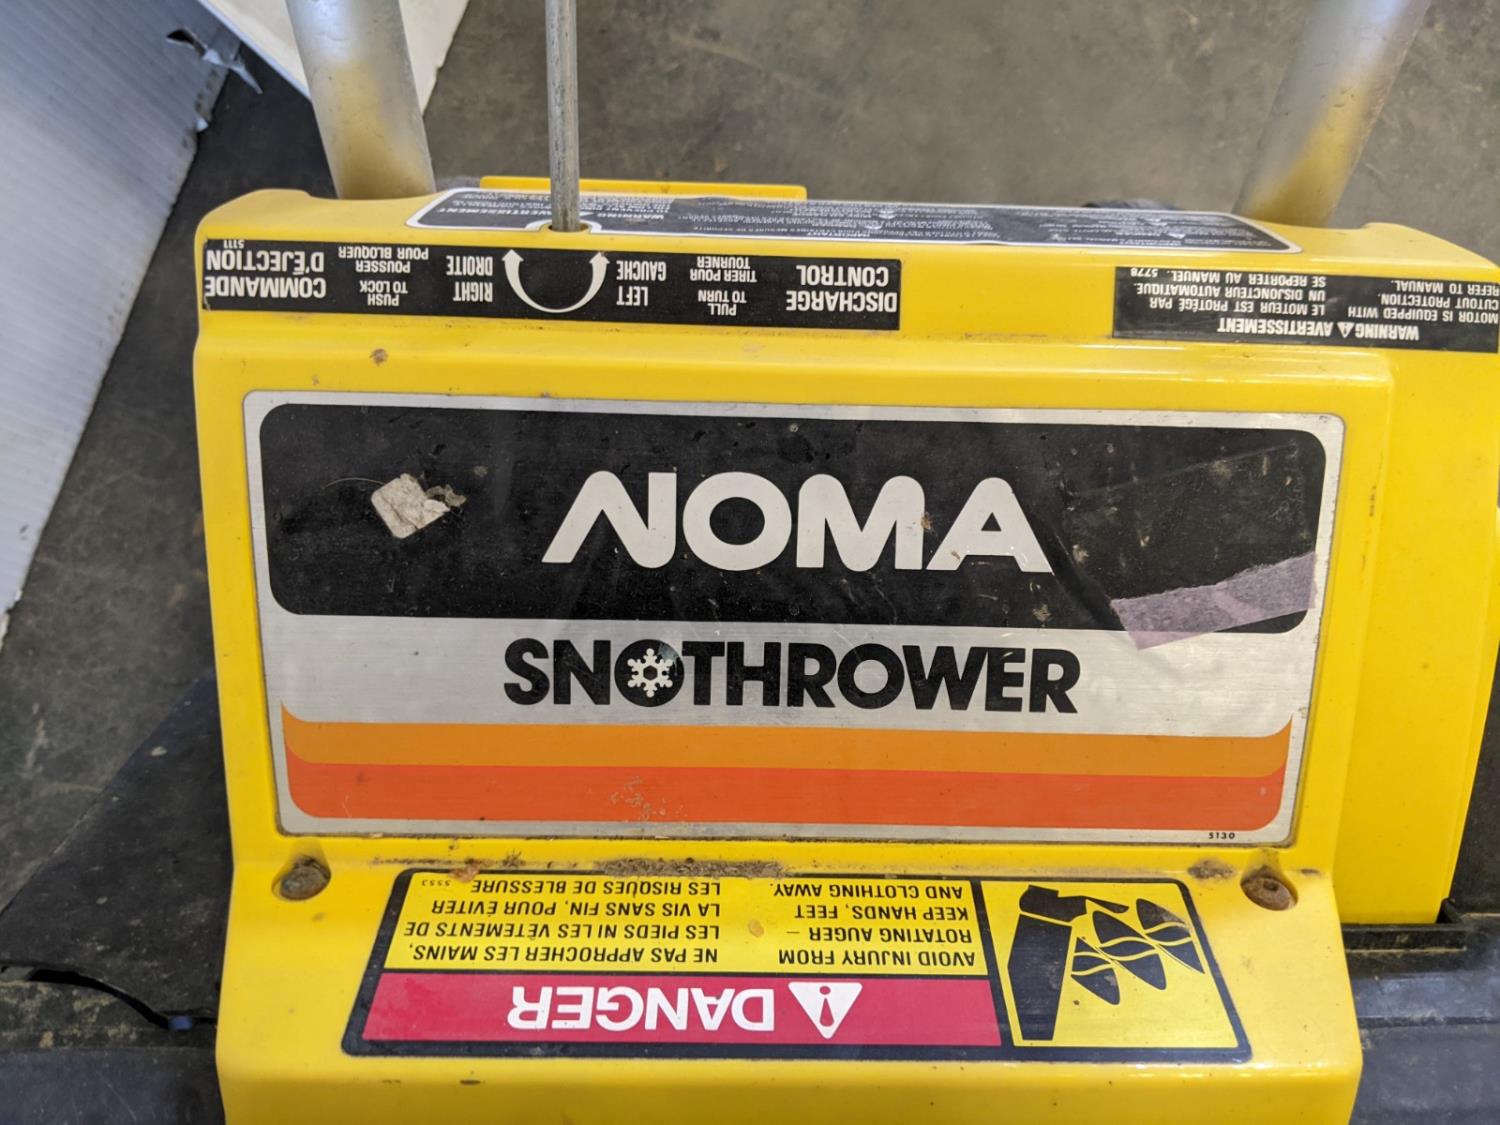 NOMA
SNOTHROWER
5130
DISCHARGE
CONTROL
PULL
TO TURN
TIRER POUR
TOURNER
LEFT
GAUCHE
RIGHT
DROITE
PUSH
TO LOCK
POUSSER
POUR BLOQUER
COMMANDE
D'ÉJECTION
5111
WARNING AVERTISSEMENT
MOTOR IS EQUIPPED WITH
CUTOUT PROTECTION.
REFER TO MANUAL.
LE MOTEUR EST PROTÉGÉ PAR
UN DISJONCTEUR AUTOMATIQUE.
SE REPORTER AU MANUEL. 5778
WARNING
AVERTISSEMENT
IMPORTANT
DANGER
AVOID INJURY FROM
ROTATING AUGER –
KEEP HANDS, FEET
AND CLOTHING AWAY.
NE PAS APPROCHER LES MAINS,
LES PIEDS NI LES VÊTEMENTS DE
LA VIS SANS FIN, POUR ÉVITER
LES RISQUES DE BLESSURE
5553